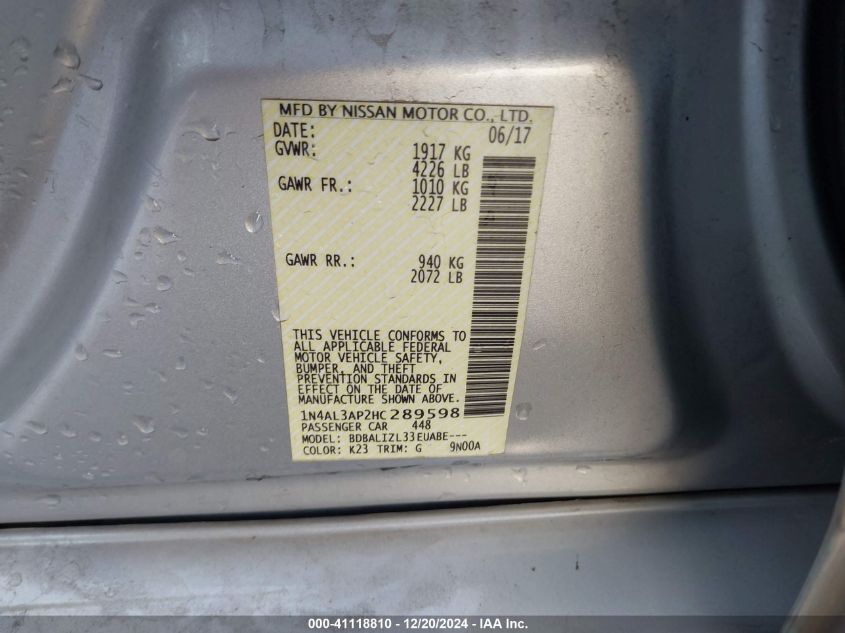 MFD BY NISSAN MOTOR CO., LTD.
DATE: 06/17
GVWR: 1917 KG
4226 LB
GAWR FR.: 1010 KG
2227 LB
GAWR RR.: 940 KG
2072 LB
THIS VEHICLE CONFORMS TO
ALL APPLICABLE FEDERAL
MOTOR VEHICLE SAFETY,
BUMPER, AND THEFT
PREVENTION STANDARDS IN
EFFECT ON THE DATE OF
MANUFACTURE SHOWN ABOVE.
1N4AL3AP2HC289598
PASSENGER CAR 448
MODEL: BDBALIZL33EUABE---
COLOR: K23 TRIM: G 9N00A
000-41118810 - 12/20/2024 - IAA Inc.